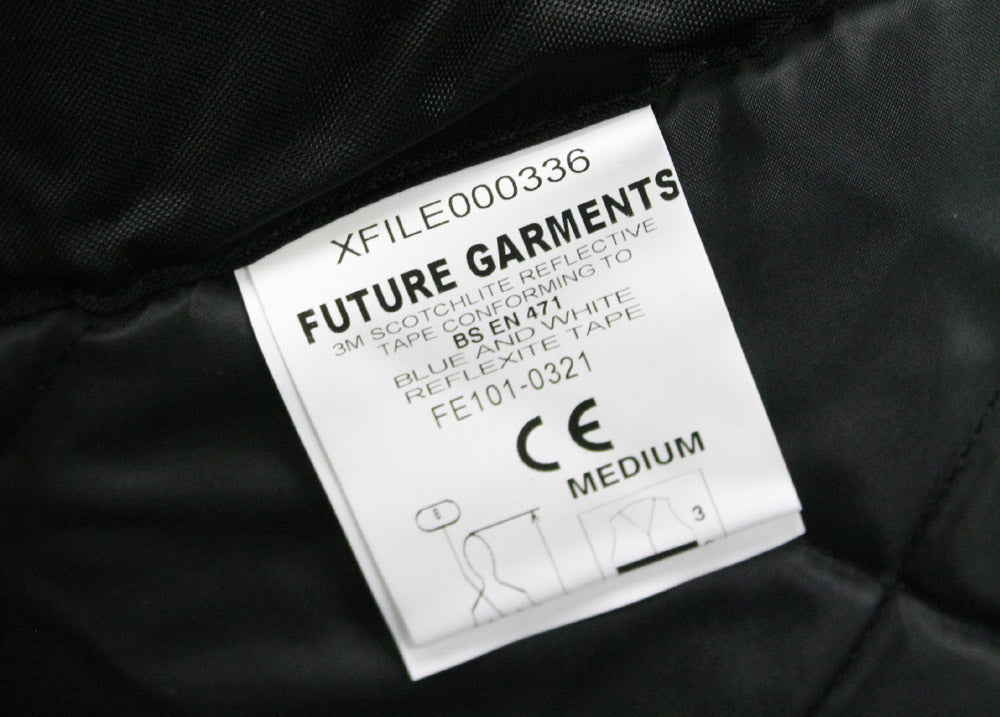 XFILE000336
FUTURE GARMENTS
3M SCOTCHLITE REFLECTIVE
TAPE CONFORMING TO
BS EN 471
BLUE AND WHITE
REFLEXITE TAPE
FE101-0321
CE
MEDIUM
3